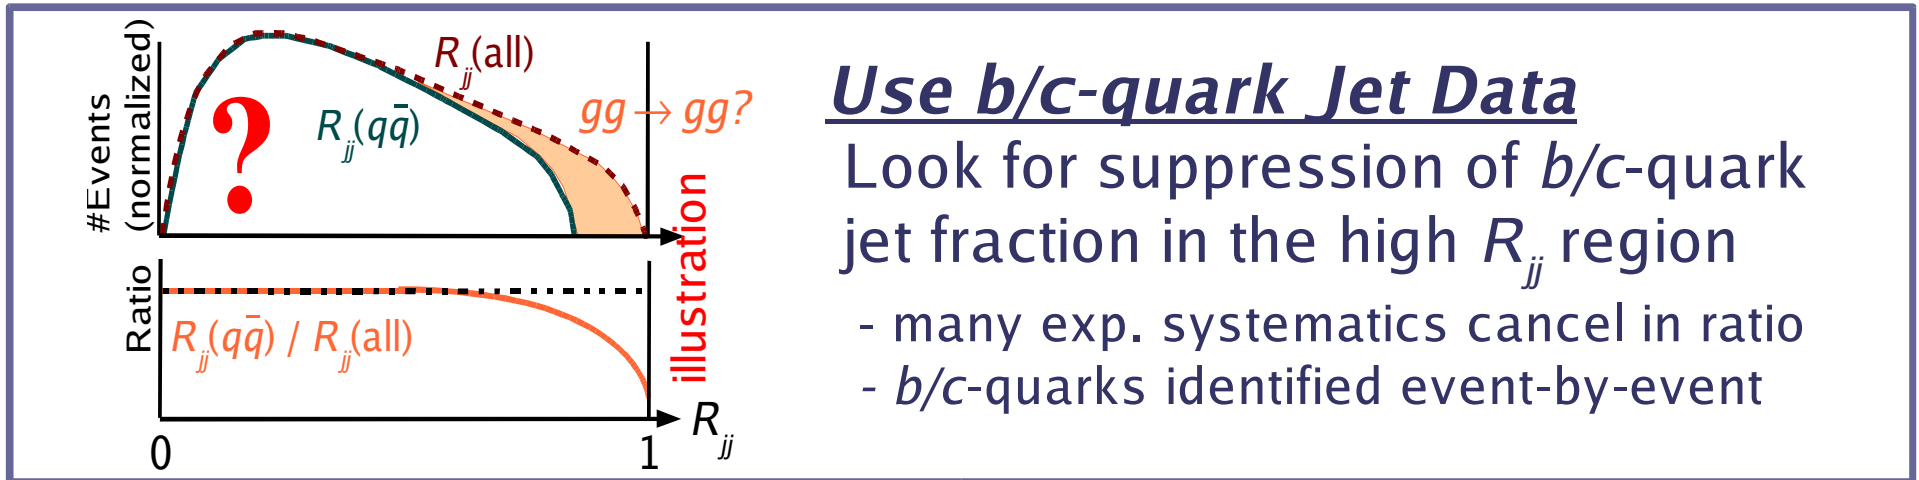 #Events
(normalized)
R_jj(all)
?
R_jj(qq̄)
gg → gg?
Ratio
R_jj(qq̄) / R_jj(all)
illustration
0
1
R_jj
Use b/c-quark Jet Data
Look for suppression of b/c-quark
jet fraction in the high R_jj region
- many exp. systematics cancel in ratio
- b/c-quarks identified event-by-event